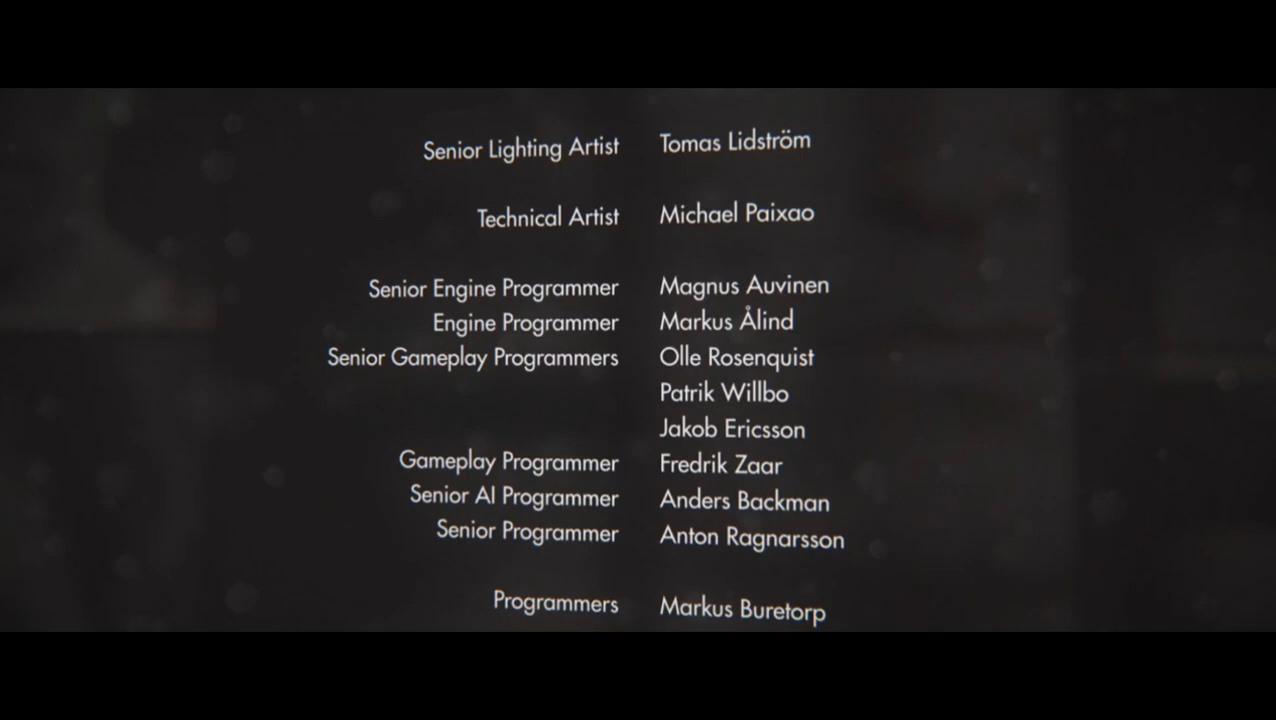 Senior Lighting Artist Tomas Lidström
Technical Artist Michael Paixao
Senior Engine Programmer Magnus Auvinen
Engine Programmer Markus Ålind
Senior Gameplay Programmers Olle Rosenquist
Patrik Willbo
Jakob Ericsson
Gameplay Programmer Fredrik Zaar
Senior AI Programmer Anders Backman
Senior Programmer Anton Ragnarsson
Programmers Markus Buretorp